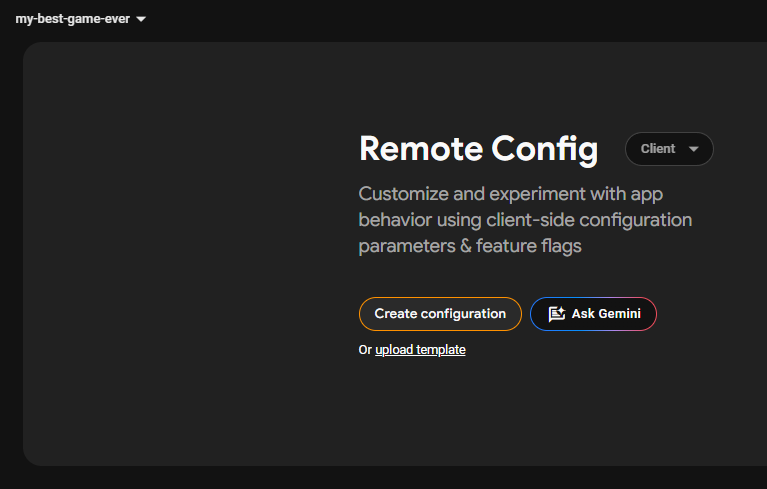 my-best-game-ever
Remote Config
Client
Customize and experiment with app
behavior using client-side configuration
parameters & feature flags
Create configuration
Ask Gemini
Or upload template